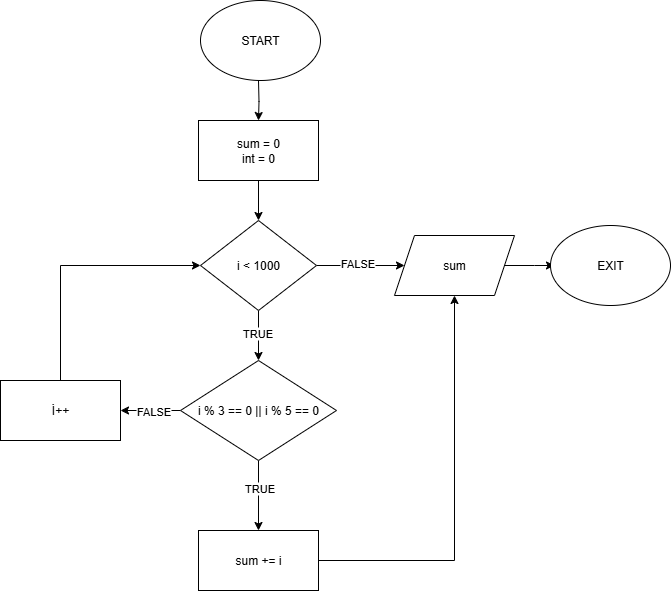 START
sum = 0
int = 0
i < 1000
FALSE
sum
EXIT
TRUE
İ++
FALSE
i % 3 == 0 || i % 5 == 0
TRUE
sum += i